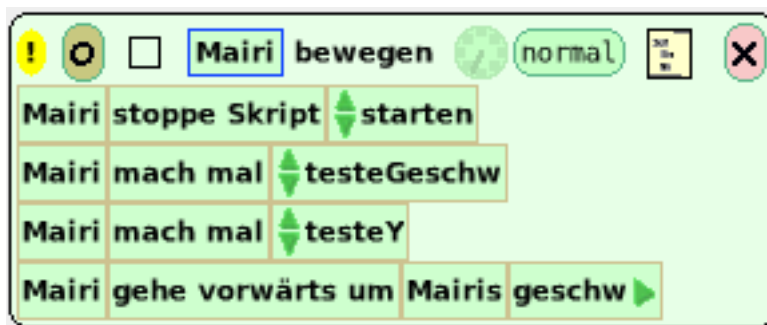 ! O Mairi bewegen normal X
Mairi stoppe Skript starten
Mairi mach mal testeGeschw
Mairi mach mal testeY
Mairi gehe vorwärts um Mairis geschw